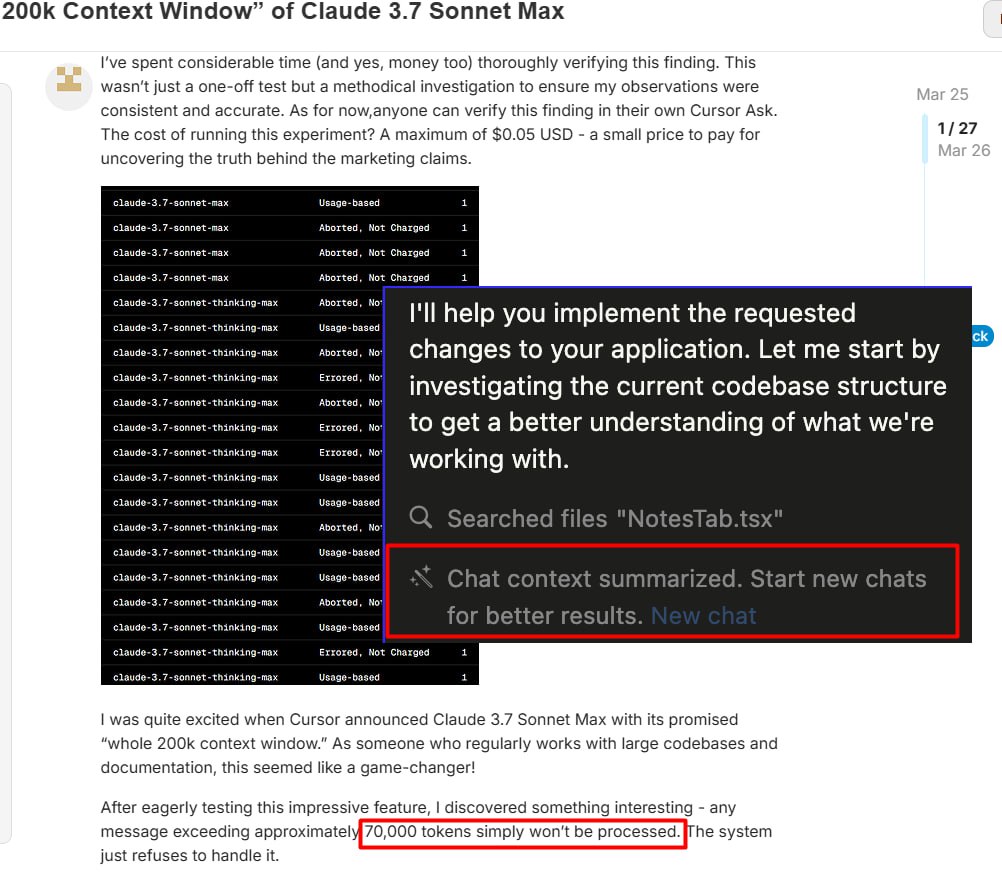 200k Context Window” of Claude 3.7 Sonnet Max
I’ve spent considerable time (and yes, money too) thoroughly verifying this finding. This
wasn’t just a one-off test but a methodical investigation to ensure my observations were
consistent and accurate. As for now,anyone can verify this finding in their own Cursor Ask.
The cost of running this experiment? A maximum of $0.05 USD - a small price to pay for
uncovering the truth behind the marketing claims.
Mar 25
1 / 27
Mar 26
claude-3.7-sonnet-max Usage-based 1
claude-3.7-sonnet-max Aborted, Not Charged 1
claude-3.7-sonnet-max Aborted, Not Charged 1
claude-3.7-sonnet-max Aborted, Not Charged 1
claude-3.7-sonnet-thinking-max Aborted, No
claude-3.7-sonnet-thinking-max Usage-based
claude-3.7-sonnet-thinking-max Aborted, No
claude-3.7-sonnet-thinking-max Errored, No
claude-3.7-sonnet-thinking-max Aborted, No
claude-3.7-sonnet-thinking-max Errored, No
claude-3.7-sonnet-thinking-max Errored, No
claude-3.7-sonnet-thinking-max Usage-based
claude-3.7-sonnet-thinking-max Usage-based
claude-3.7-sonnet-thinking-max Aborted, No
claude-3.7-sonnet-thinking-max Usage-based
claude-3.7-sonnet-thinking-max Usage-based
claude-3.7-sonnet-thinking-max Aborted, No
claude-3.7-sonnet-thinking-max Usage-based
claude-3.7-sonnet-thinking-max Errored, Not Charged 1
claude-3.7-sonnet-thinking-max Usage-based 1
I'll help you implement the requested
changes to your application. Let me start by
investigating the current codebase structure
to get a better understanding of what we're
working with.
Searched files "NotesTab.tsx"
Chat context summarized. Start new chats
for better results. New chat
ck
I was quite excited when Cursor announced Claude 3.7 Sonnet Max with its promised
“whole 200k context window.” As someone who regularly works with large codebases and
documentation, this seemed like a game-changer!
After eagerly testing this impressive feature, I discovered something interesting - any
message exceeding approximately 70,000 tokens simply won’t be processed. The system
just refuses to handle it.